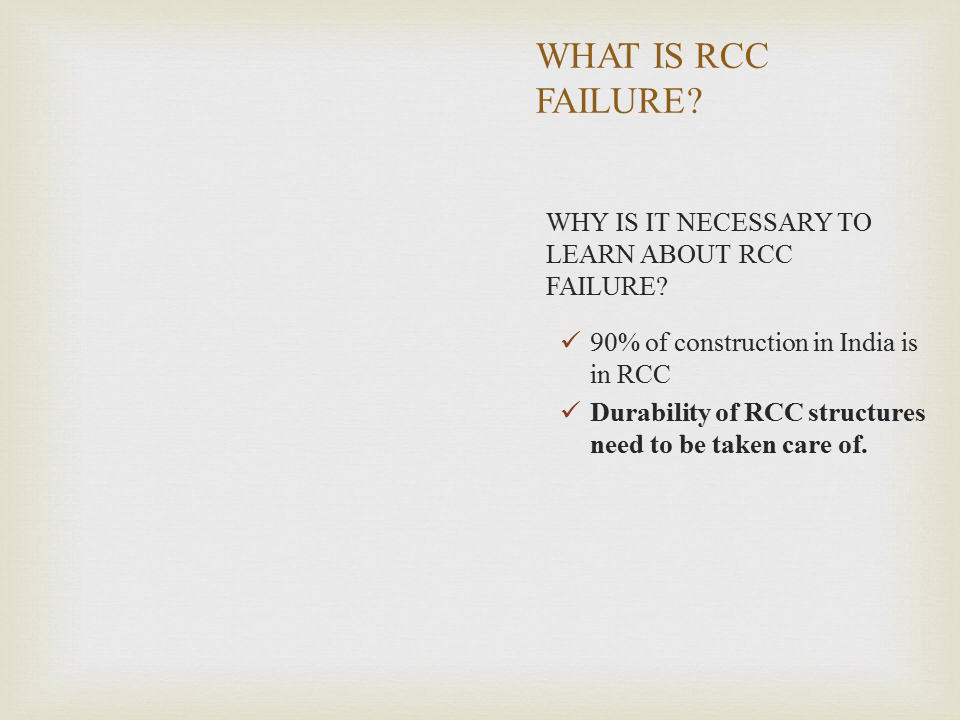 WHAT IS RCC
FAILURE?
WHY IS IT NECESSARY TO
LEARN ABOUT RCC
FAILURE?
✓ 90% of construction in India is
in RCC
✓ Durability of RCC structures
need to be taken care of.